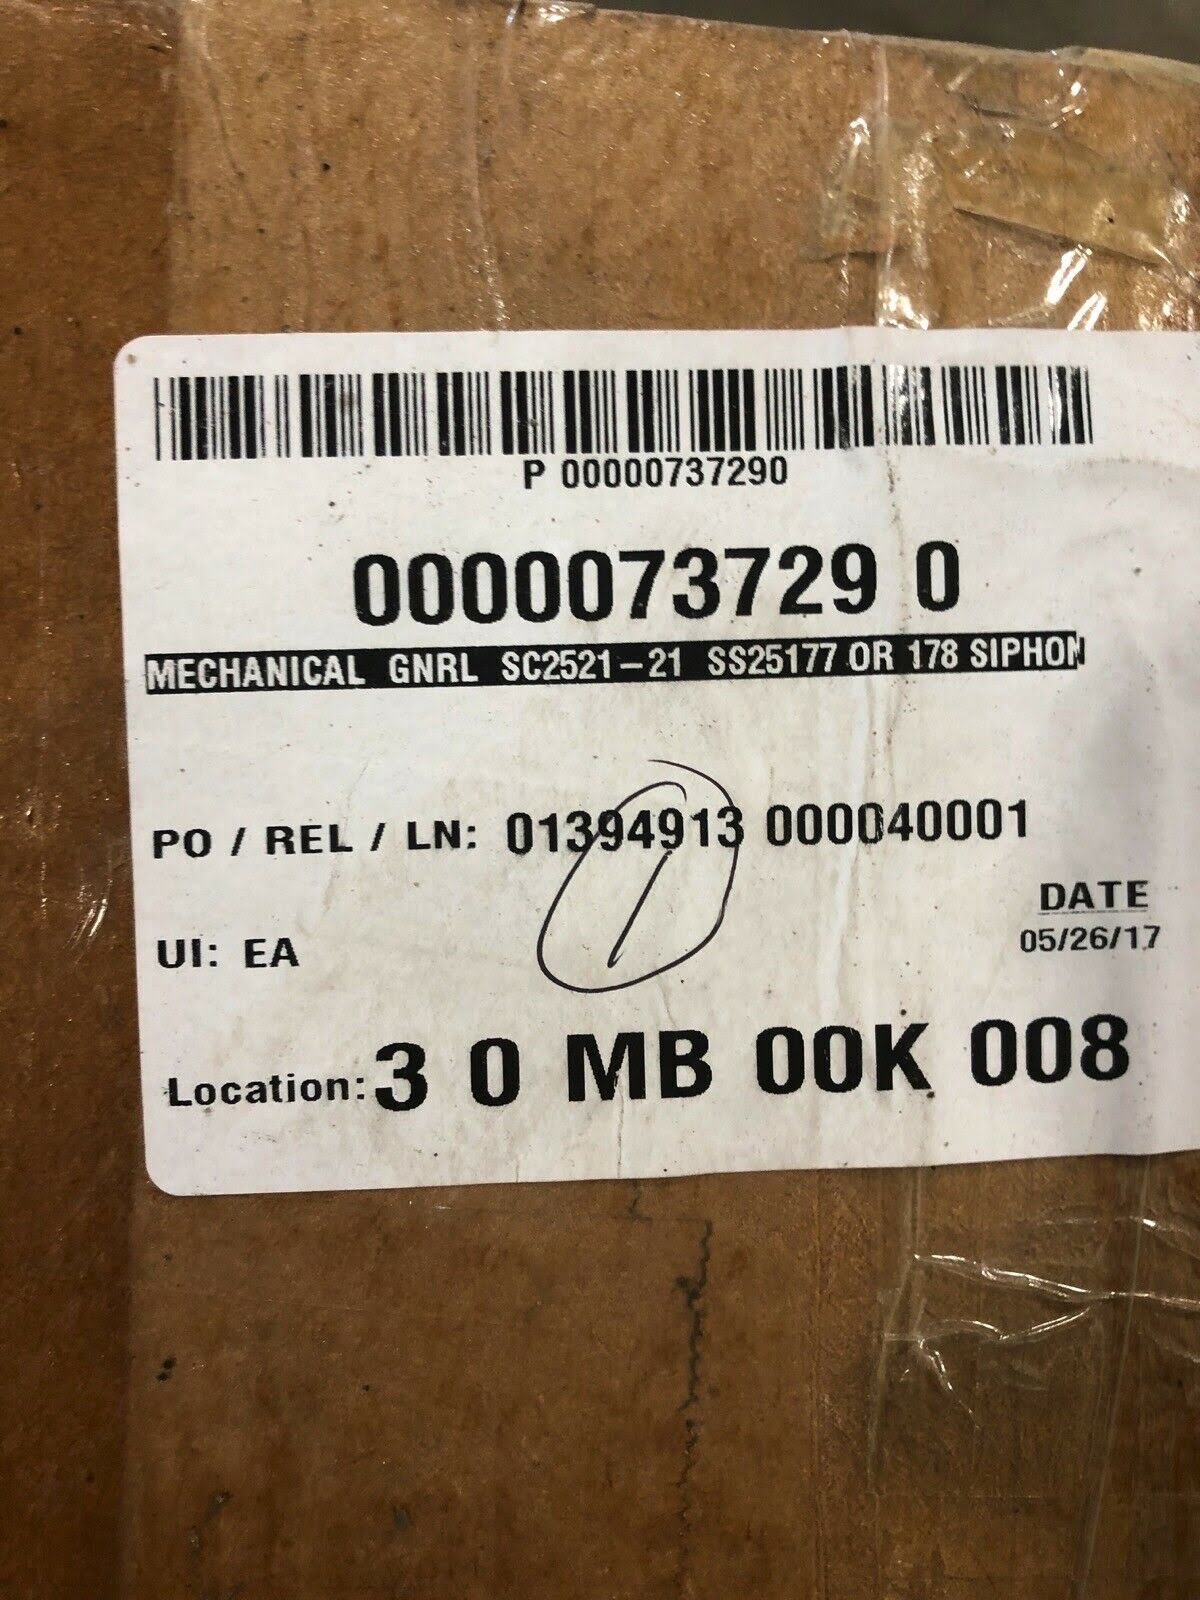 P 00000737290
0000073729 0
MECHANICAL GNRL SC2521-21 SS25177 OR 178 SIPHON
PO / REL / LN: 01394913 000040001
1
DATE
UI: EA
05/26/17
Location: 3 0 MB 00K 008